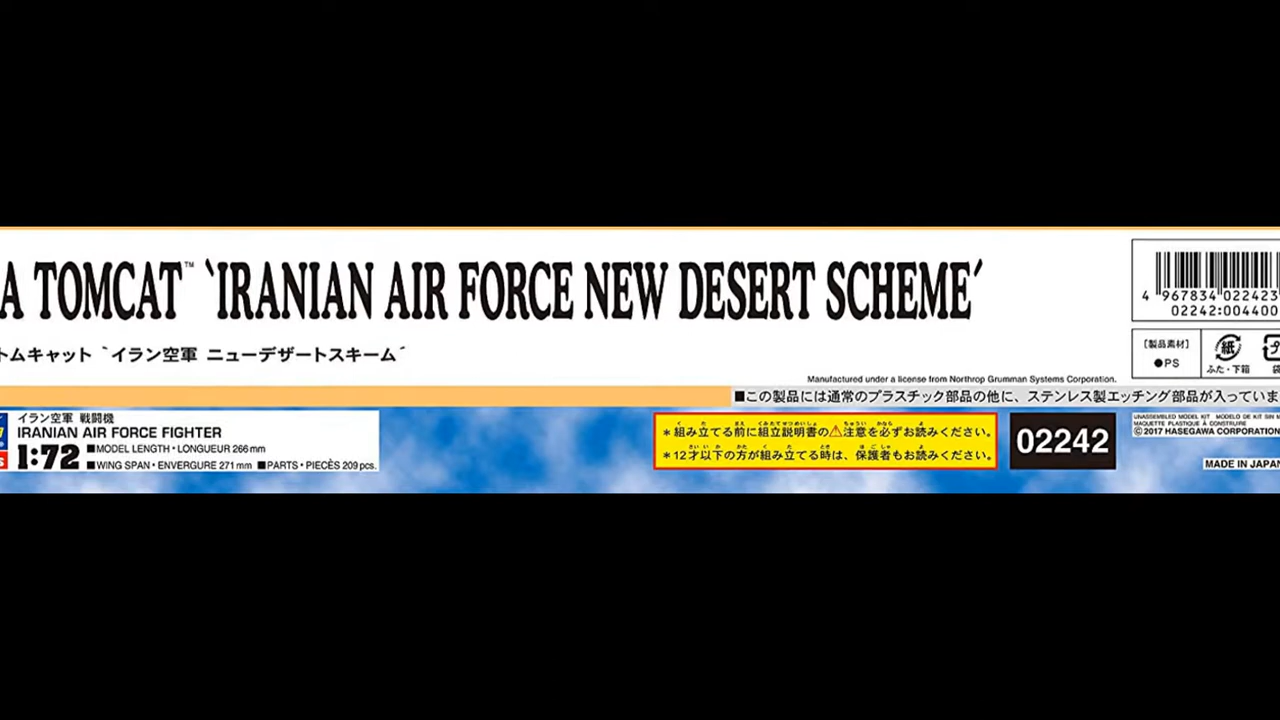 A TOMCAT™ `IRANIAN AIR FORCE NEW DESERT SCHEME´
トムキャット `イラン空軍 ニューデザートスキーム´
4 967834 022423
02242:004400
[製品素材]
●PS
紙
ふた・下箱
プ
袋
Manufactured under a license from Northrop Grumman Systems Corporation.
■この製品には通常のプラスチック部品の他に、ステンレス製エッチング部品が入っていま
イラン空軍 戦闘機
IRANIAN AIR FORCE FIGHTER
1:72 ■MODEL LENGTH・LONGUEUR 266mm
■WING SPAN・ENVERGURE 271mm ■PARTS・PIECÈS 209pcs.
＊組み立てる前に組立説明書の⚠注意を必ずお読みください。
＊12才以下の方が組み立てる時は、保護者もお読みください。
02242
UNASSEMBLED MODEL KIT MODELO DE KIT SIN M
MAQUETTE PLASTIQUE À CONSTRUIRE
©2017 HASEGAWA CORPORATION
MADE IN JAPAN